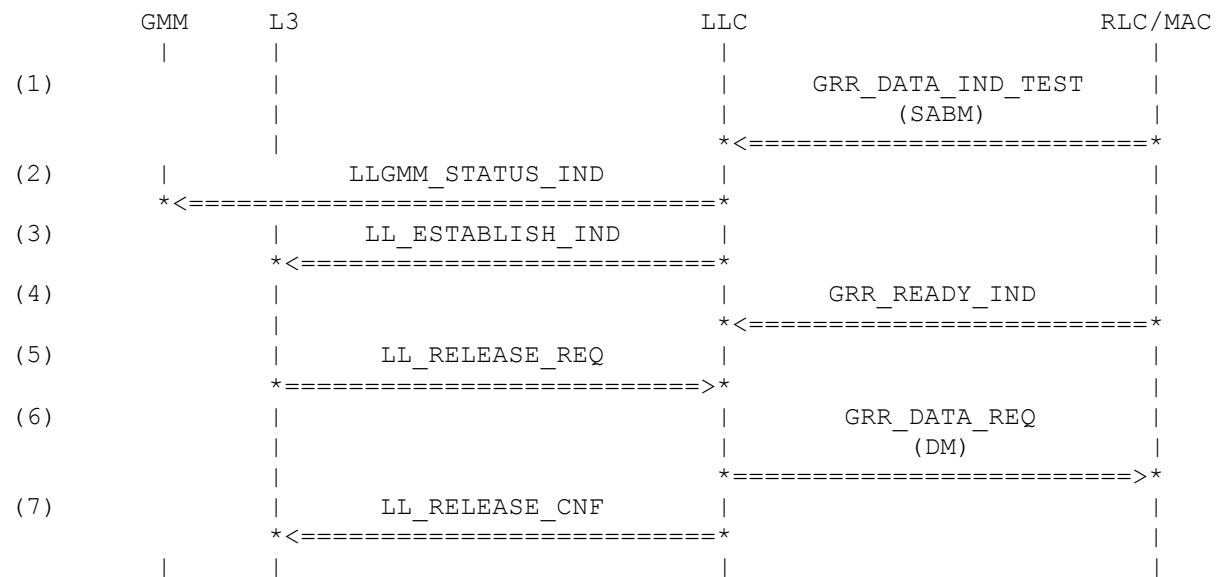 GMM L3 LLC RLC/MAC
| | | |
(1) | | GRR_DATA_IND_TEST |
| | (SABM) |
| *<=========================*
(2) | LLGMM_STATUS_IND | |
*<=================================* |
(3) | LL_ESTABLISH_IND | |
*<==========================* |
(4) | | GRR_READY_IND |
| *<=========================*
(5) | LL_RELEASE_REQ | |
*==========================>* |
(6) | | GRR_DATA_REQ |
| | (DM) |
| *=========================>*
(7) | LL_RELEASE_CNF | |
*<==========================* |
| | | |